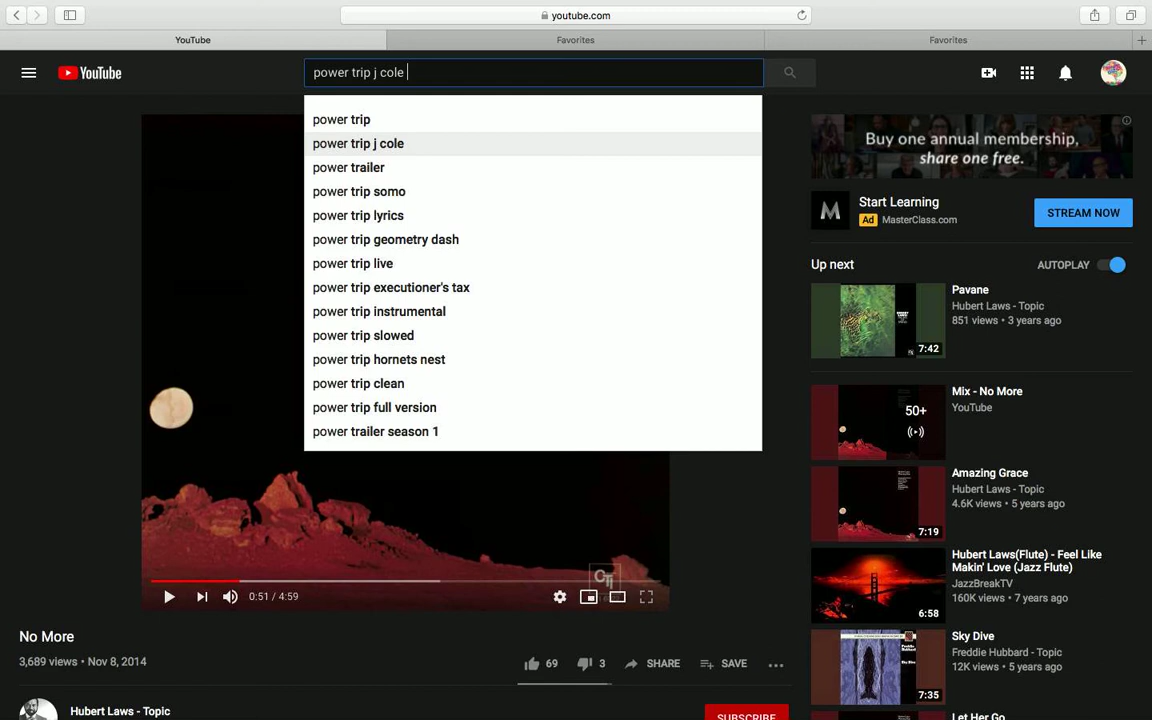 youtube.com
YouTube
Favorites
Favorites
YouTube
power trip j cole
power trip
power trip j cole
power trailer
power trip somo
power trip lyrics
power trip geometry dash
power trip live
power trip executioner's tax
power trip instrumental
power trip slowed
power trip hornets nest
power trip clean
power trip full version
power trailer season 1
0:51 / 4:59
No More
3,689 views • Nov 8, 2014
69
3
SHARE
SAVE
Hubert Laws - Topic
SUBSCRIBE
Buy one annual membership,
share one free.
M
Start Learning
Ad MasterClass.com
STREAM NOW
Up next
AUTOPLAY
Pavane
Hubert Laws - Topic
851 views • 3 years ago
7:42
Mix - No More
YouTube
50+
Amazing Grace
Hubert Laws - Topic
4.6K views • 5 years ago
7:19
Hubert Laws(Flute) - Feel Like
Makin' Love (Jazz Flute)
JazzBreakTV
160K views • 7 years ago
6:58
Sky Dive
Freddie Hubbard - Topic
12K views • 5 years ago
7:35
Let Her Go